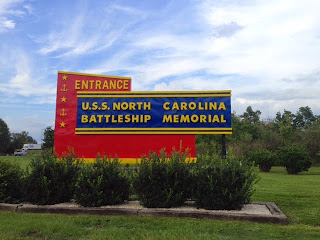 ENTRANCE
U.S.S. NORTH CAROLINA
BATTLESHIP MEMORIAL